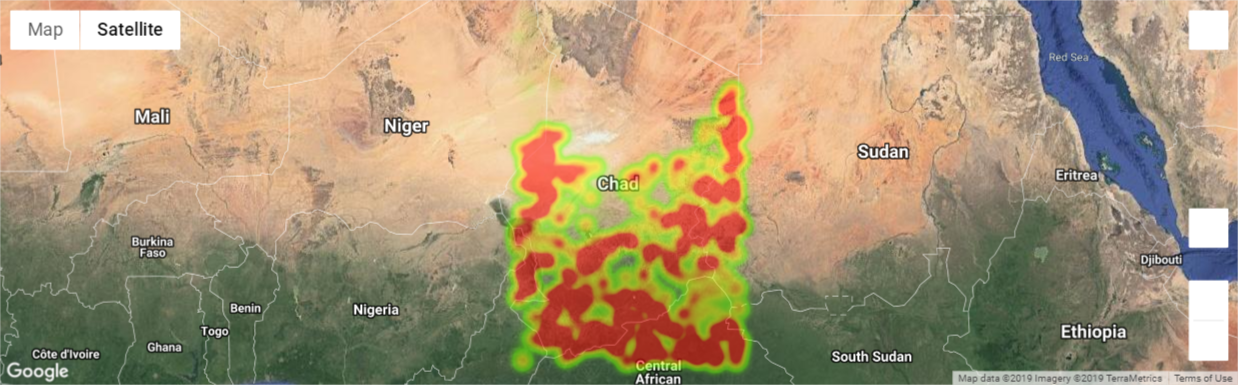 Map Satellite
Red Sea
Mali
Niger
Sudan
Chad
Eritrea
Burkina
Faso
Djibouti
Benin
Nigeria
Togo
Ethiopia
Ghana
Côte d'Ivoire
South Sudan
Central
African
Google
Map data ©2019 Imagery ©2019 TerraMetrics Terms of Use